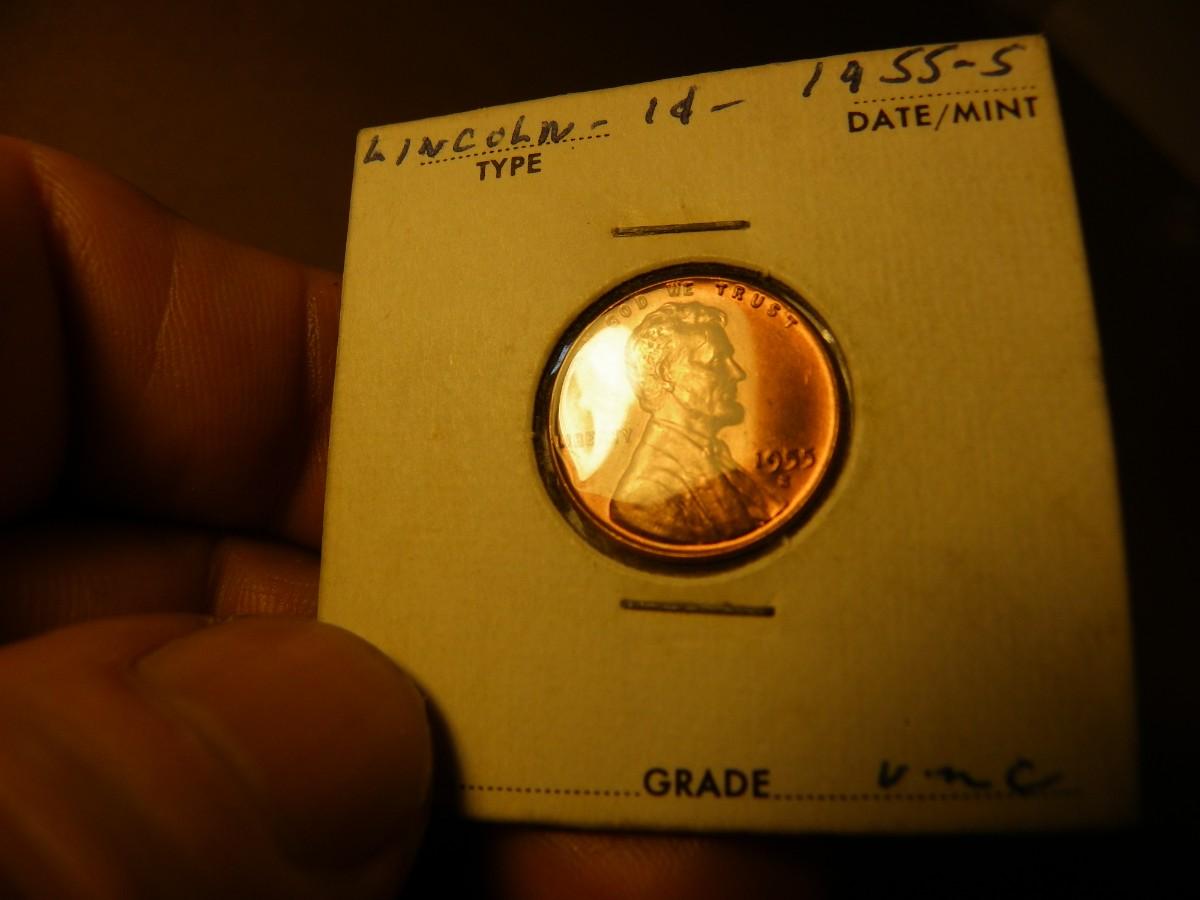 LINCOLN - 1¢ - 1955-S
TYPE DATE/MINT
GOD WE TRUST
LIBERTY
1955
S
GRADE unc